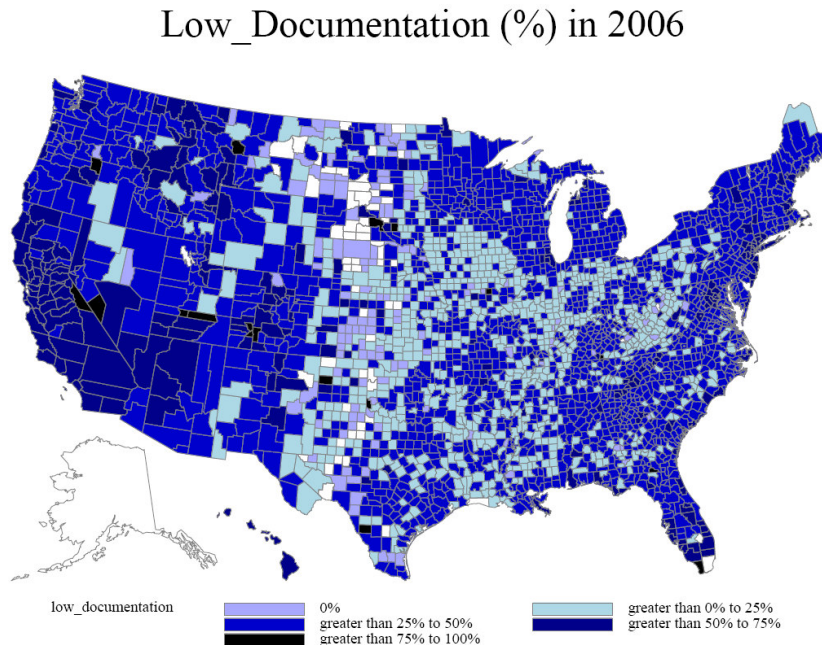 Low_Documentation (%) in 2006
low_documentation 0% greater than 0% to 25%
greater than 25% to 50% greater than 50% to 75%
greater than 75% to 100%